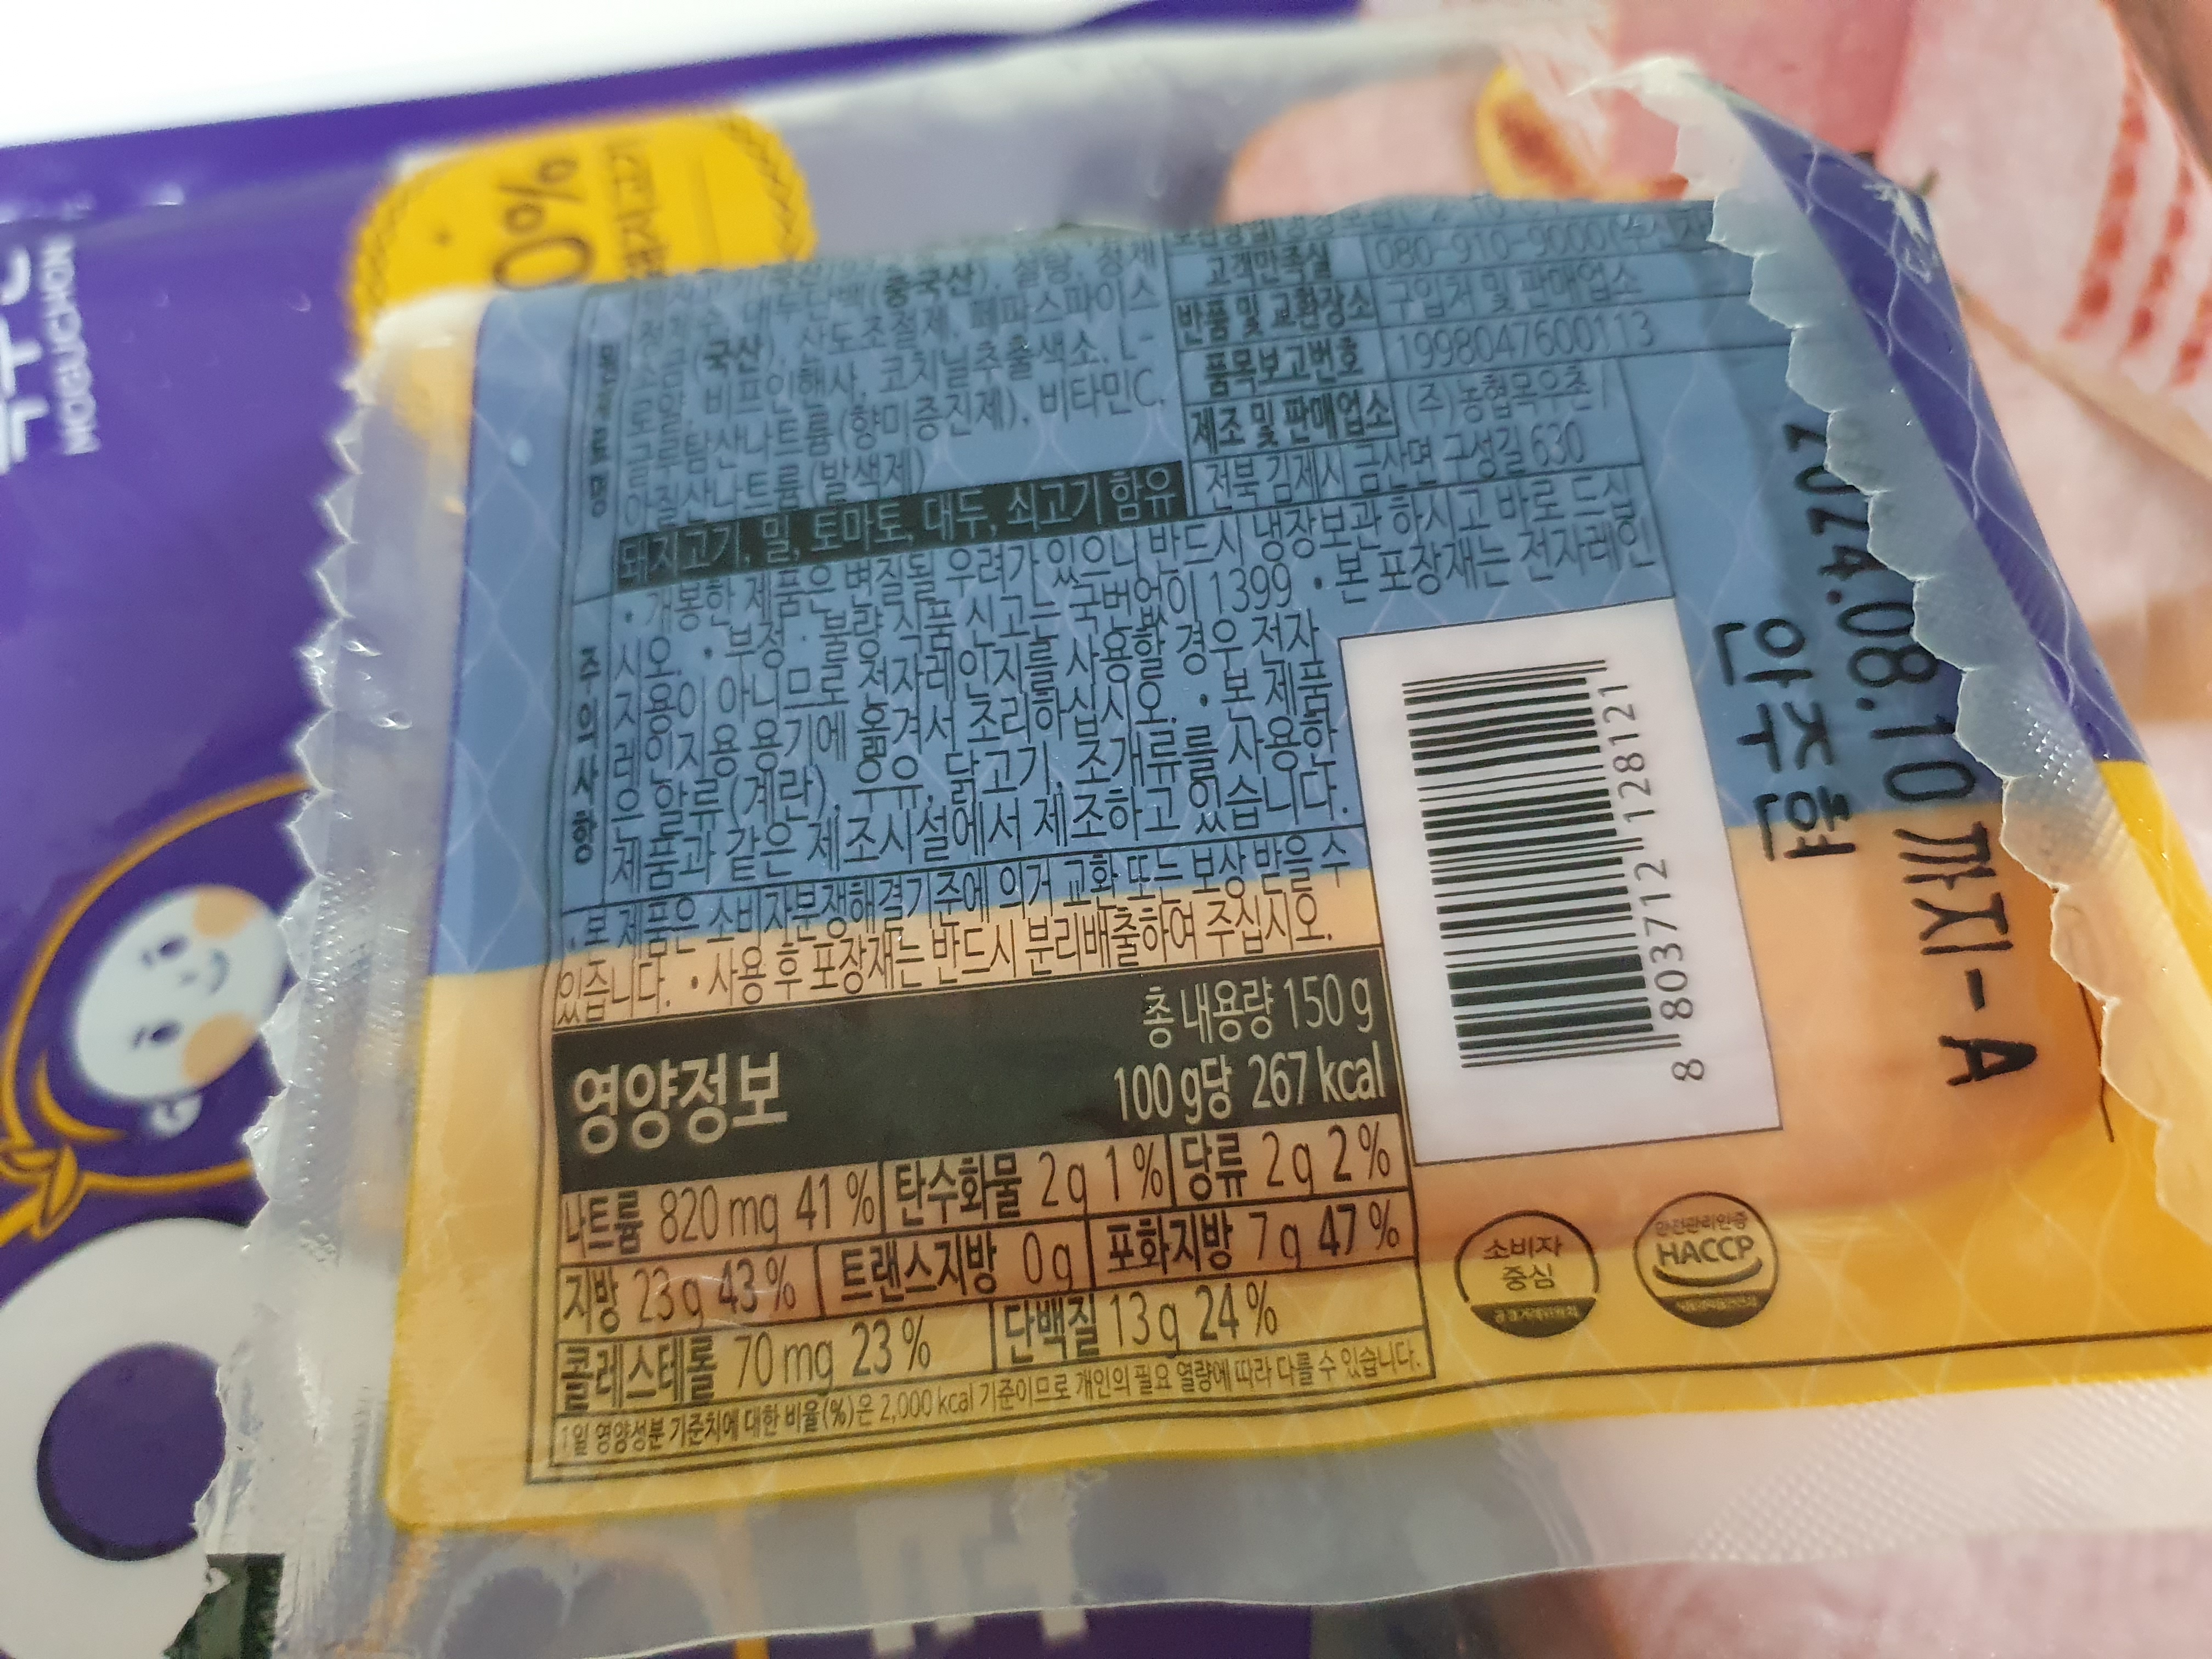 0%
MOGUCHON
정제수, 대두단백(중국산), 설탕, 정제
소금(국산), 산도조절제, 페파스파이스
오일, 비프인핸사, 코치닐추출색소, L-
글루탐산나트륨(향미증진제), 비타민C,
아질산나트륨(발색제)
돼지고기, 밀, 토마토, 대두, 쇠고기 함유
고객만족실 080-910-9000
반품 및 교환장소 구입처 및 판매업소
품목보고번호 1998047600113
제조 및 판매업소 (주)농협목우촌 /
전북 김제시 금산면 구성길 630
주의사항
• 개봉한 제품은 변질될 우려가 있으니 반드시 냉장보관 하시고 바로 드십
시오. • 부정·불량 식품 신고는 국번없이 1399 • 본 포장재는 전자레인
지용이 아니므로 전자레인지를 사용할 경우 전자
레인지용 용기에 옮겨서 조리하십시오. • 본 제품
은 알류(계란), 우유, 닭고기, 조개류를 사용한
제품과 같은 제조시설에서 제조하고 있습니다.
• 본 제품은 소비자분쟁해결기준에 의거 교환 또는 보상 받을 수
있습니다. • 사용 후 포장재는 반드시 분리배출하여 주십시오.
영양정보
총 내용량 150 g
100 g당 267 kcal
나트륨 820 mg 41 % 탄수화물 2 g 1 % 당류 2 g 2 %
지방 23 g 43 % 트랜스지방 0 g 포화지방 7 g 47 %
콜레스테롤 70 mg 23 % 단백질 13 g 24 %
1일 영양성분 기준치에 대한 비율(%)은 2,000 kcal 기준이므로 개인의 필요 열량에 따라 다를 수 있습니다.
8 803712 128121
2024.08.10 까지-A
안주한
소비자
중심
안전관리인증
HACCP